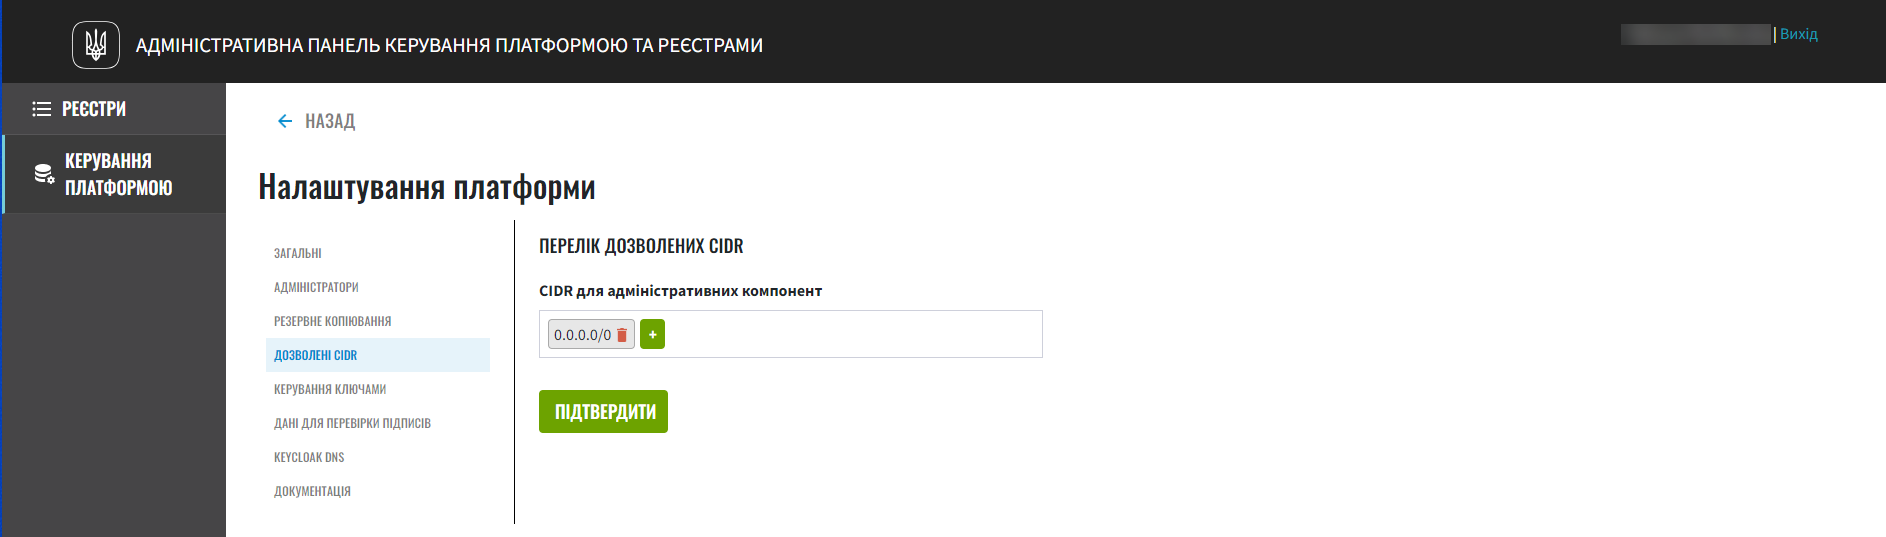 АДМІНІСТРАТИВНА ПАНЕЛЬ КЕРУВАННЯ ПЛАТФОРМОЮ ТА РЕЄСТРАМИ
| Вихід
РЕЄСТРИ
КЕРУВАННЯ
ПЛАТФОРМОЮ
НАЗАД
Налаштування платформи
ЗАГАЛЬНІ
АДМІНІСТРАТОРИ
РЕЗЕРВНЕ КОПІЮВАННЯ
ДОЗВОЛЕНІ CIDR
КЕРУВАННЯ КЛЮЧАМИ
ДАНІ ДЛЯ ПЕРЕВІРКИ ПІДПИСІВ
KEYCLOAK DNS
ДОКУМЕНТАЦІЯ
ПЕРЕЛІК ДОЗВОЛЕНИХ CIDR
CIDR для адміністративних компонент
0.0.0.0/0 +
ПІДТВЕРДИТИ